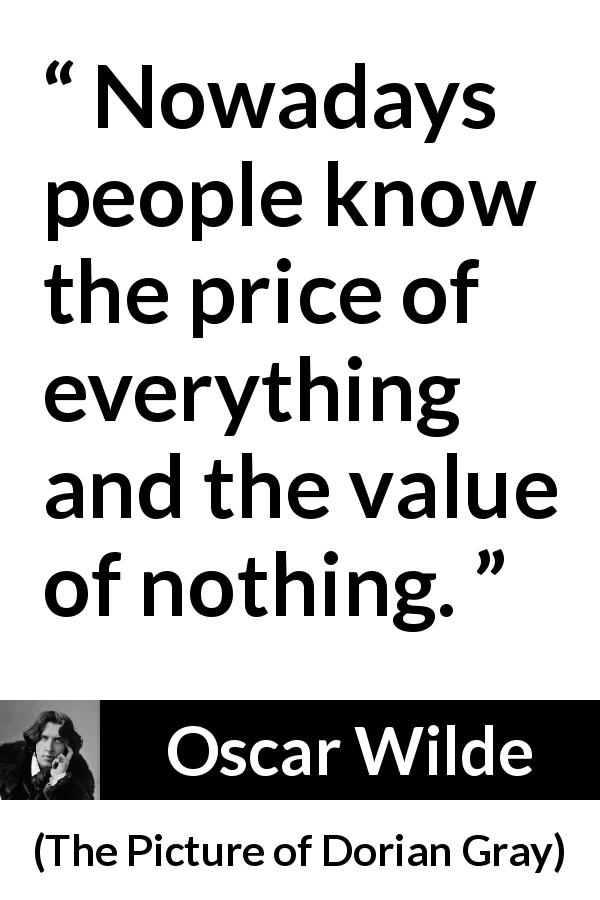 “ Nowadays
people know
the price of
everything
and the value
of nothing. ”
Oscar Wilde
(The Picture of Dorian Gray)